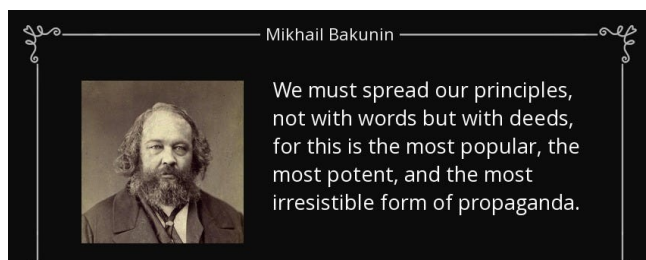 Mikhail Bakunin
We must spread our principles,
not with words but with deeds,
for this is the most popular, the
most potent, and the most
irresistible form of propaganda.